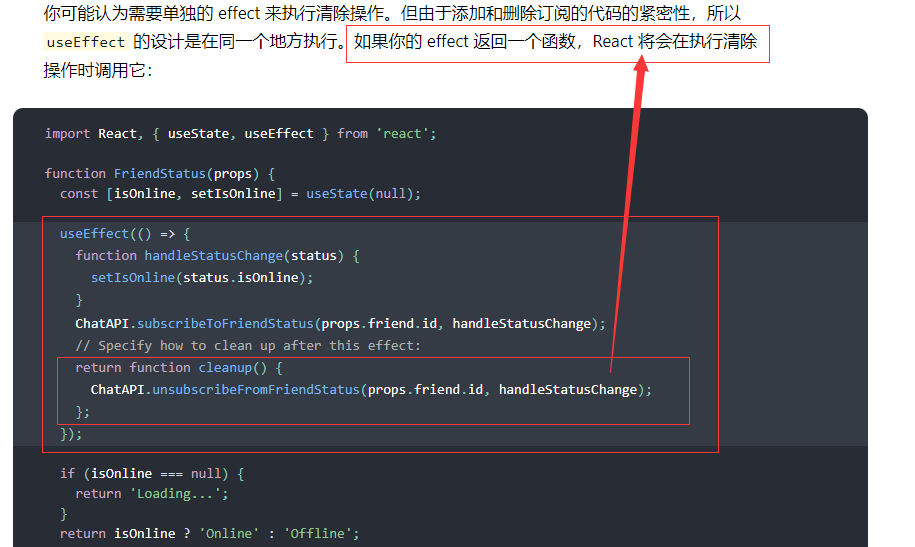 你可能认为需要单独的 effect 来执行清除操作。但由于添加和删除订阅的代码的紧密性，所以
useEffect 的设计是在同一个地方执行。如果你的 effect 返回一个函数，React 将会在执行清除
操作时调用它：
import React, { useState, useEffect } from 'react';
function FriendStatus(props) {
const [isOnline, setIsOnline] = useState(null);
useEffect(() => {
function handleStatusChange(status) {
setIsOnline(status.isOnline);
}
ChatAPI.subscribeToFriendStatus(props.friend.id, handleStatusChange);
// Specify how to clean up after this effect:
return function cleanup() {
ChatAPI.unsubscribeFromFriendStatus(props.friend.id, handleStatusChange);
};
});
if (isOnline === null) {
return 'Loading...';
}
return isOnline ? 'Online' : 'Offline';